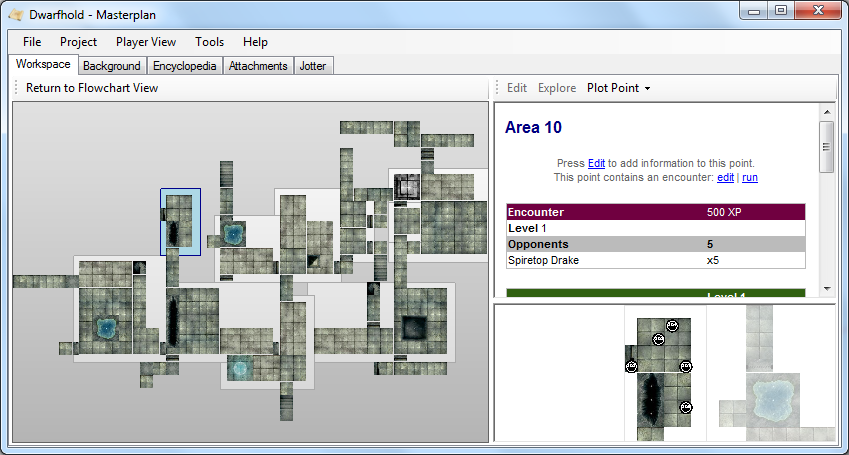 Dwarfhold - Masterplan
File Project Player View Tools Help
Workspace Background Encyclopedia Attachments Jotter
Return to Flowchart View
Edit Explore Plot Point
Area 10
Press Edit to add information to this point.
This point contains an encounter: edit | run
Encounter 500 XP
Level 1
Opponents 5
Spiretop Drake x5
Level 1